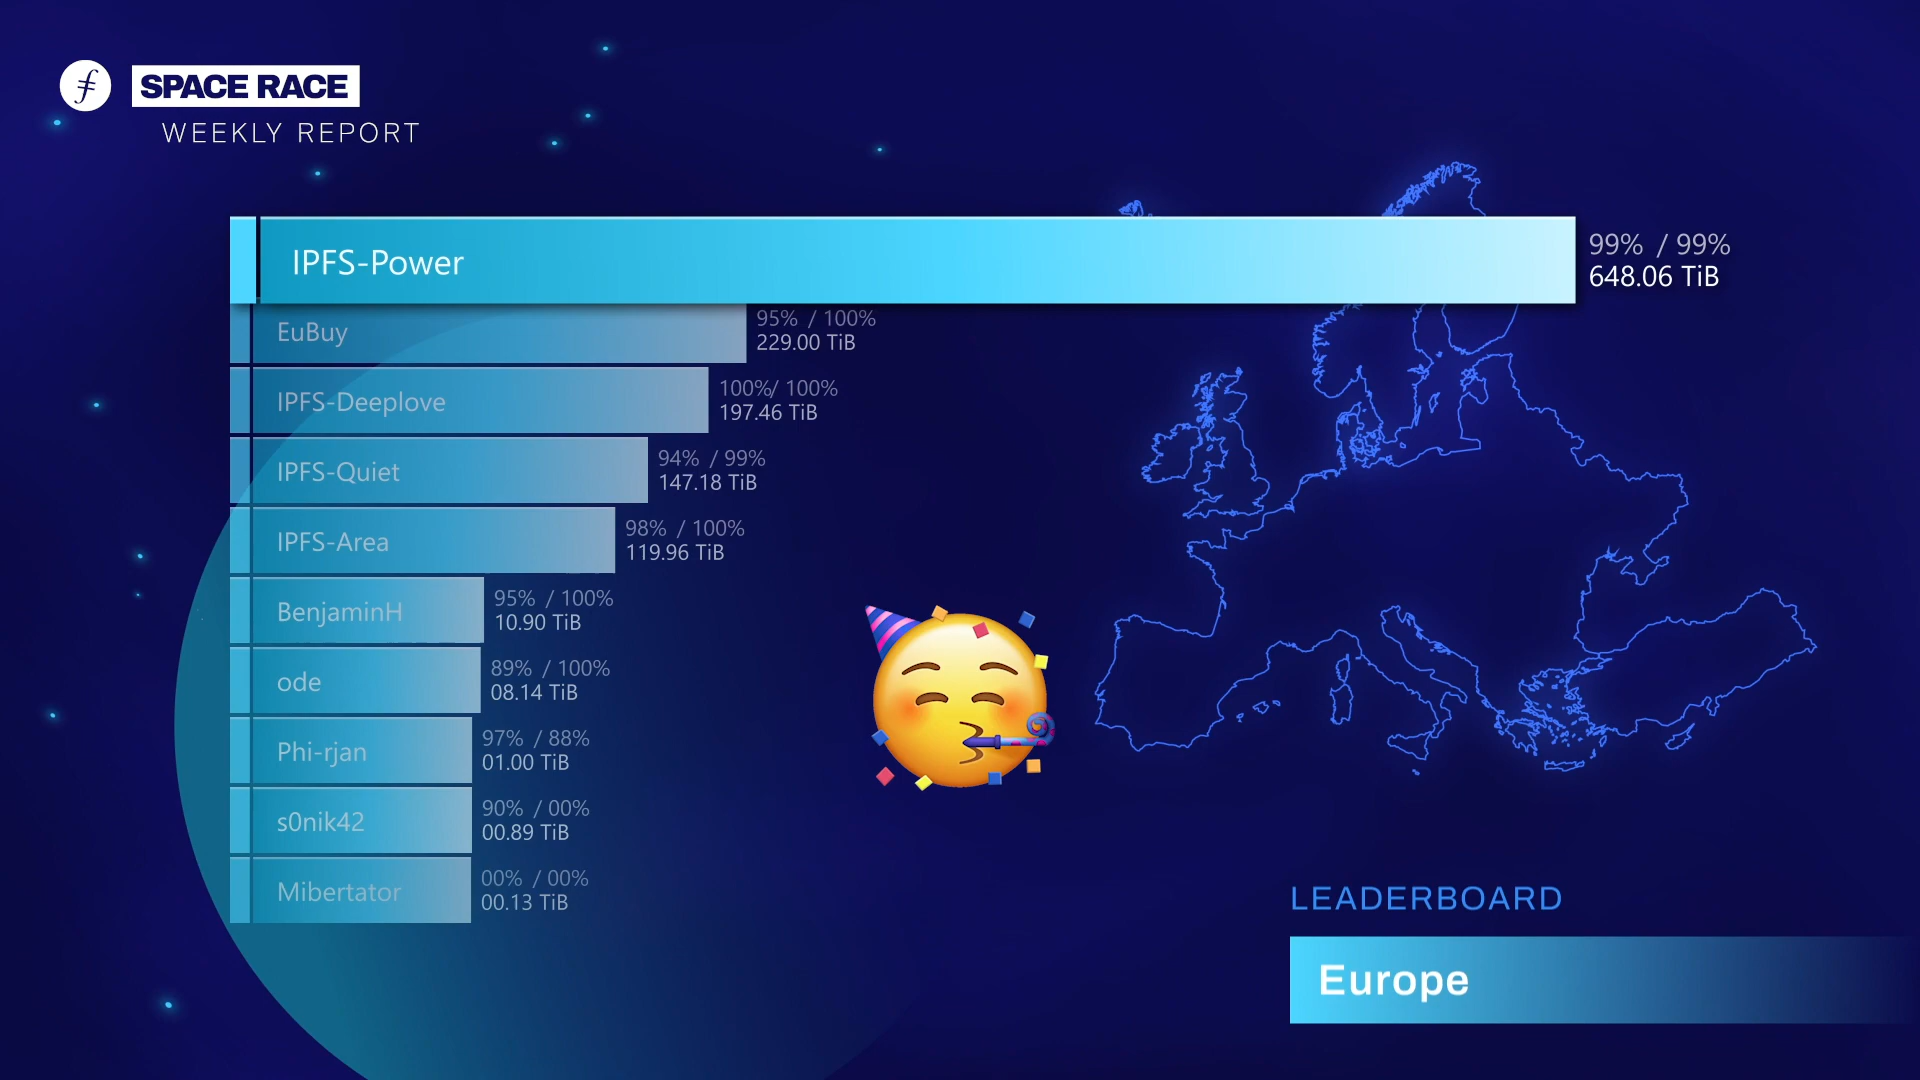 SPACE RACE
WEEKLY REPORT
IPFS-Power
99% / 99%
648.06 TiB
EuBuy
95% / 100%
229.00 TiB
IPFS-Deeplove
100%/ 100%
197.46 TiB
IPFS-Quiet
94% / 99%
147.18 TiB
IPFS-Area
98% / 100%
119.96 TiB
BenjaminH
95% / 100%
10.90 TiB
ode
89% / 100%
08.14 TiB
Phi-rjan
97% / 88%
01.00 TiB
s0nik42
90% / 00%
00.89 TiB
Mibertator
00% / 00%
00.13 TiB
LEADERBOARD
Europe